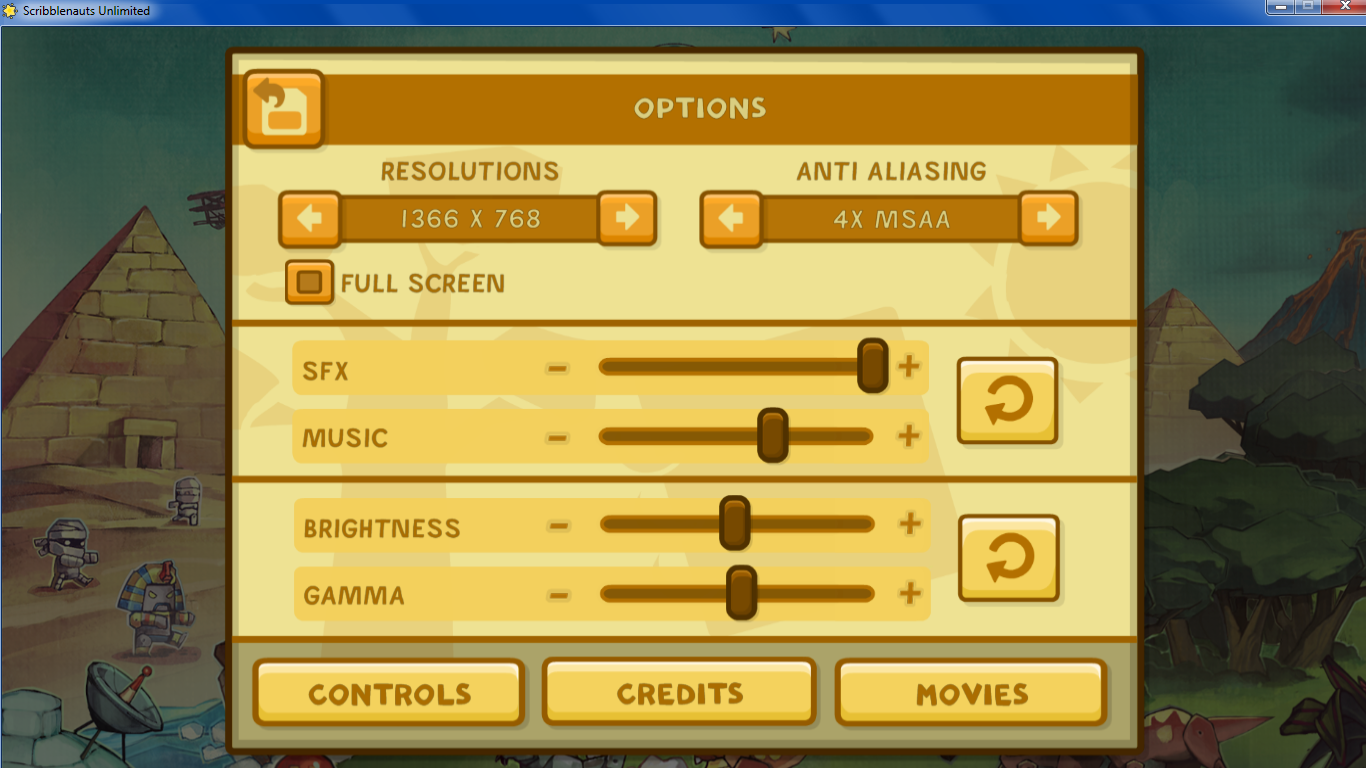 Scribblenauts Unlimited
OPTIONS
RESOLUTIONS
ANTI ALIASING
1366 X 768
4X MSAA
FULL SCREEN
SFX
MUSIC
BRIGHTNESS
GAMMA
CONTROLS
CREDITS
MOVIES